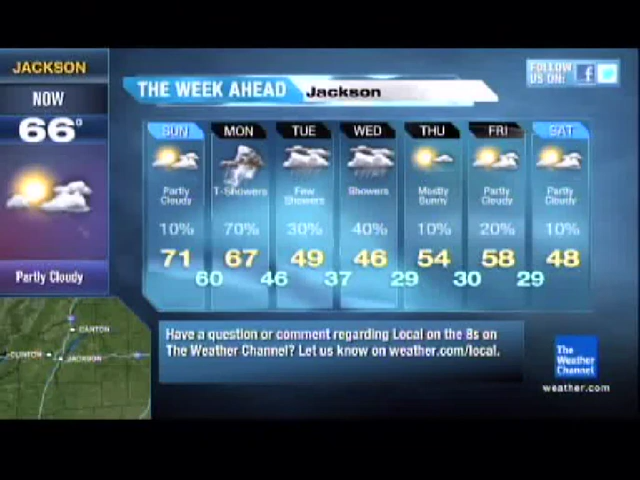 JACKSON
NOW
66°
Partly Cloudy
FOLLOW
US ON:
THE WEEK AHEAD Jackson
SUN MON TUE WED THU FRI SAT
Partly Cloudy T-Showers Few Showers Showers Mostly Sunny Partly Cloudy Partly Cloudy
10% 70% 30% 40% 10% 20% 10%
71 67 49 46 54 58 48
60 46 37 29 30 29
CANTON
CLINTON
JACKSON
Have a question or comment regarding Local on the 8s on
The Weather Channel? Let us know on weather.com/local.
The
Weather
Channel
weather.com